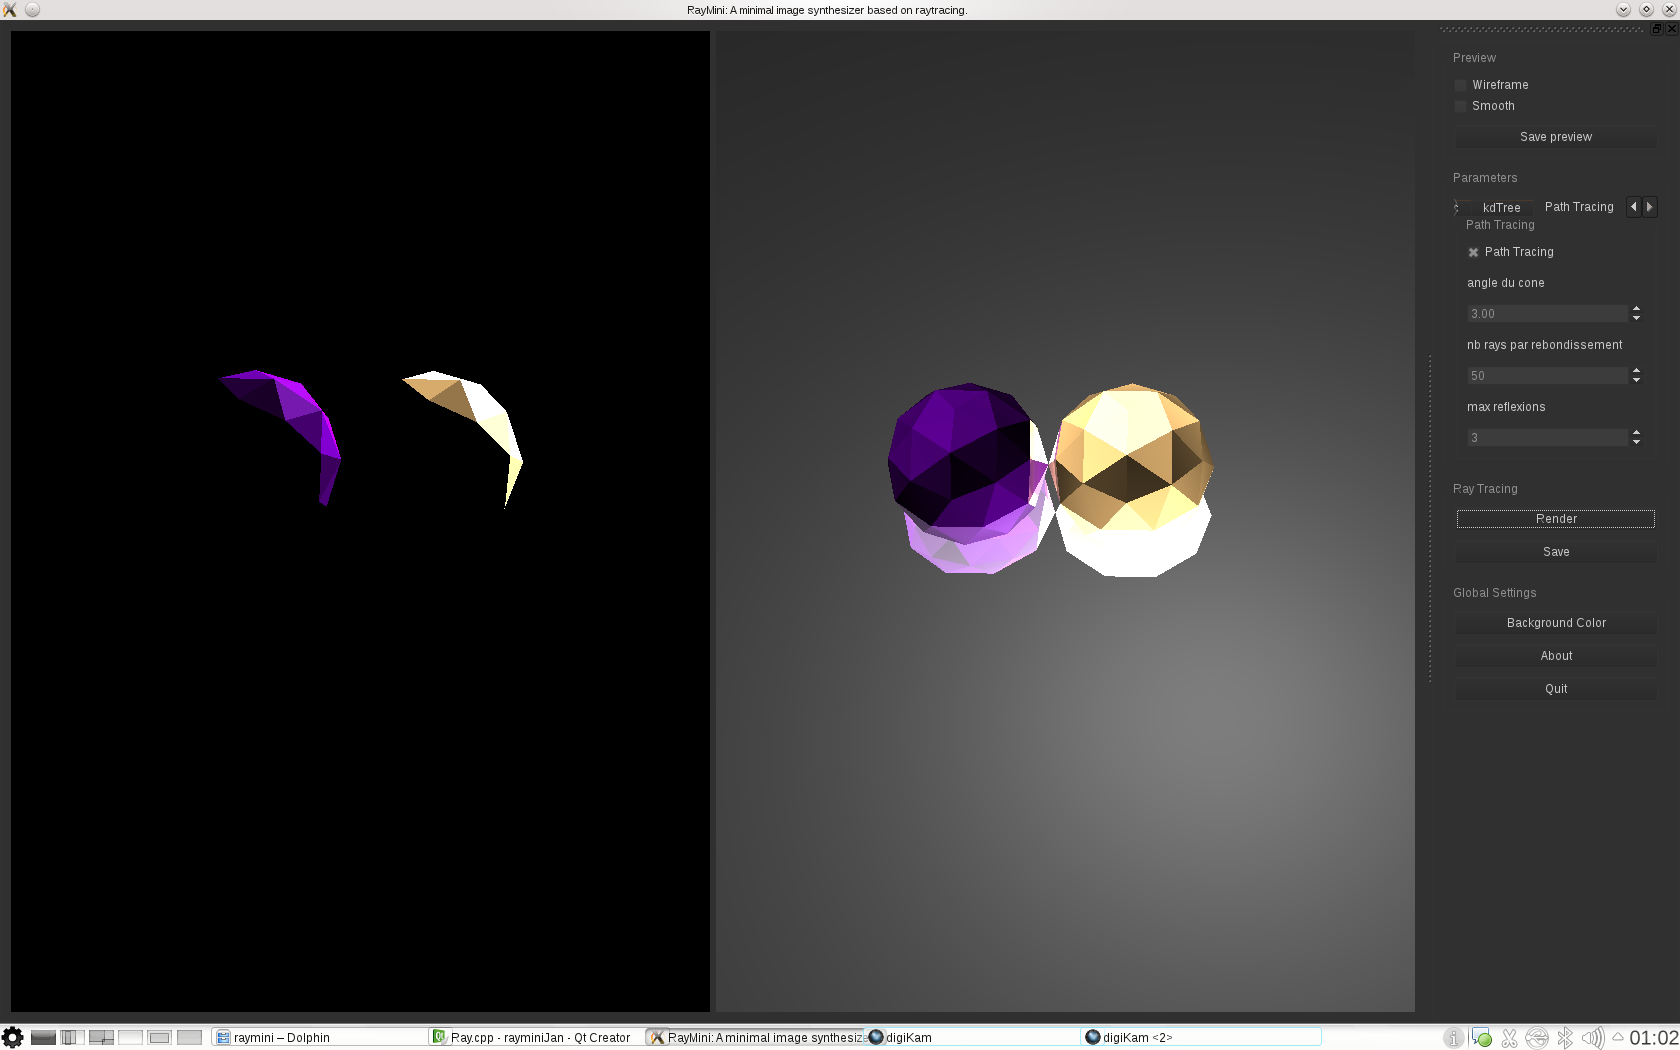 RayMini: A minimal image synthesizer based on raytracing.
Preview
Wireframe
Smooth
Save preview
Parameters
kdTree Path Tracing
Path Tracing
Path Tracing
angle du cone
3.00
nb rays par rebondissement
50
max reflexions
3
Ray Tracing
Render
Save
Global Settings
Background Color
About
Quit
raymini – Dolphin Ray.cpp - rayminiJan - Qt Creator RayMini: A minimal image synthesize digiKam digiKam <2> 01:02